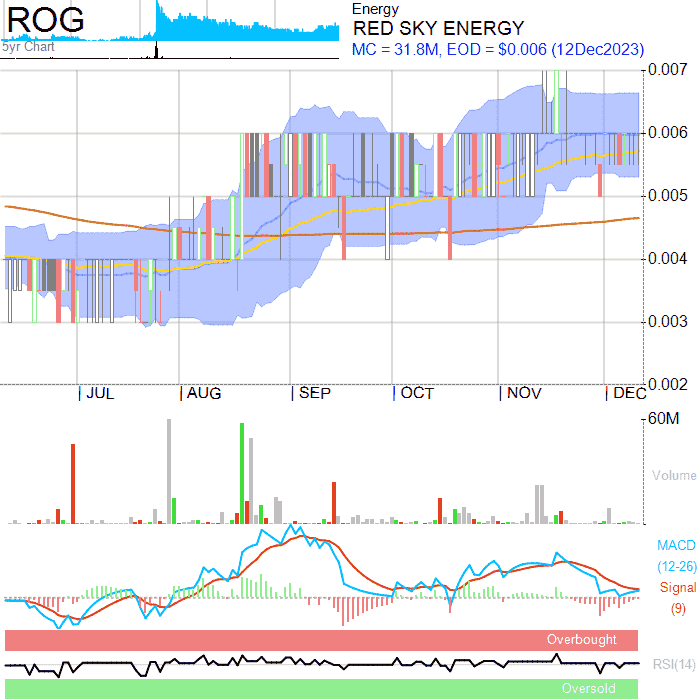 ROG
5yr Chart
Energy
RED SKY ENERGY
MC = 31.8M, EOD = $0.006 (12Dec2023)
0.007
0.006
0.005
0.004
0.003
0.002
JUL AUG SEP OCT NOV DEC
60M
Volume
MACD
(12-26)
Signal
(9)
Overbought
RSI(14)
Oversold